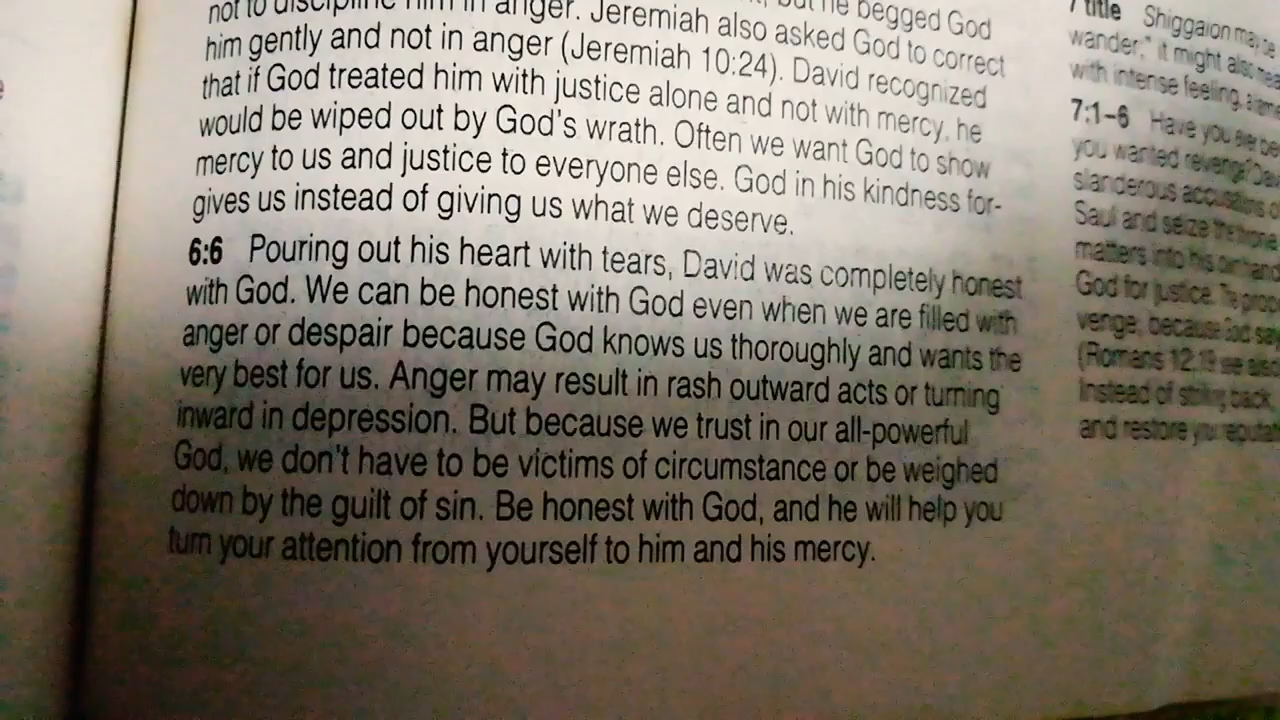 not to discipline him in anger. Jeremiah also asked God to correct
him gently and not in anger (Jeremiah 10:24). David recognized
that if God treated him with justice alone and not with mercy, he
would be wiped out by God's wrath. Often we want God to show
mercy to us and justice to everyone else. God in his kindness for-
gives us instead of giving us what we deserve.
6:6 Pouring out his heart with tears, David was completely honest
with God. We can be honest with God even when we are filled with
anger or despair because God knows us thoroughly and wants the
very best for us. Anger may result in rash outward acts or turning
inward in depression. But because we trust in our all-powerful
God, we don't have to be victims of circumstance or be weighed
down by the guilt of sin. Be honest with God, and he will help you
turn your attention from yourself to him and his mercy.
title Shiggaion may be
wander," it might also
with intense feeling,
7:1–6 Have you ever
you wanted revenge?
slanderous accusations
Saul and seize the throne
matters into his own
God for justice. The
venge, because God say
(Romans 12:19
Instead of striking back,
and restore your